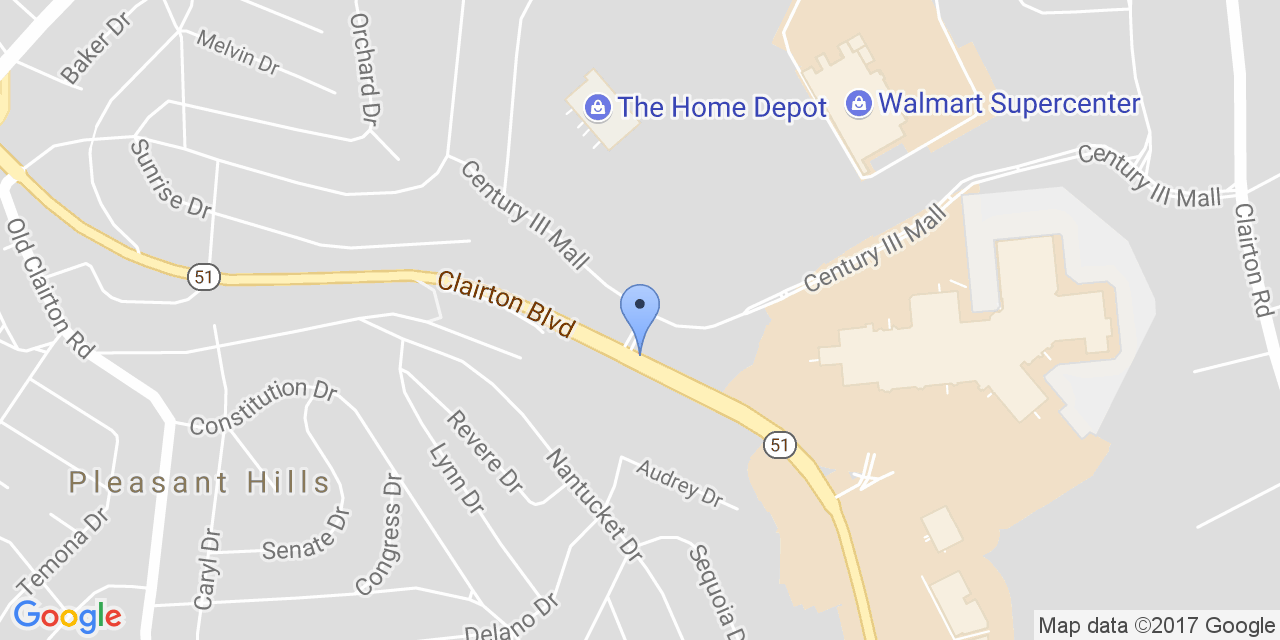 Baker Dr
Melvin Dr
Orchard Dr
The Home Depot
Walmart Supercenter
Sunrise Dr
Century III Mall
Century III Mall
Century III Mall
Clairton Rd
Old Clairton Rd
51
Clairton Blvd
Constitution Dr
Revere Dr
Lynn Dr
Nantucket Dr
Audrey Dr
51
Pleasant Hills
Temona Dr
Caryl Dr
Senate Dr
Congress Dr
Sequoia D
Delano Dr
Google
Map data ©2017 Google